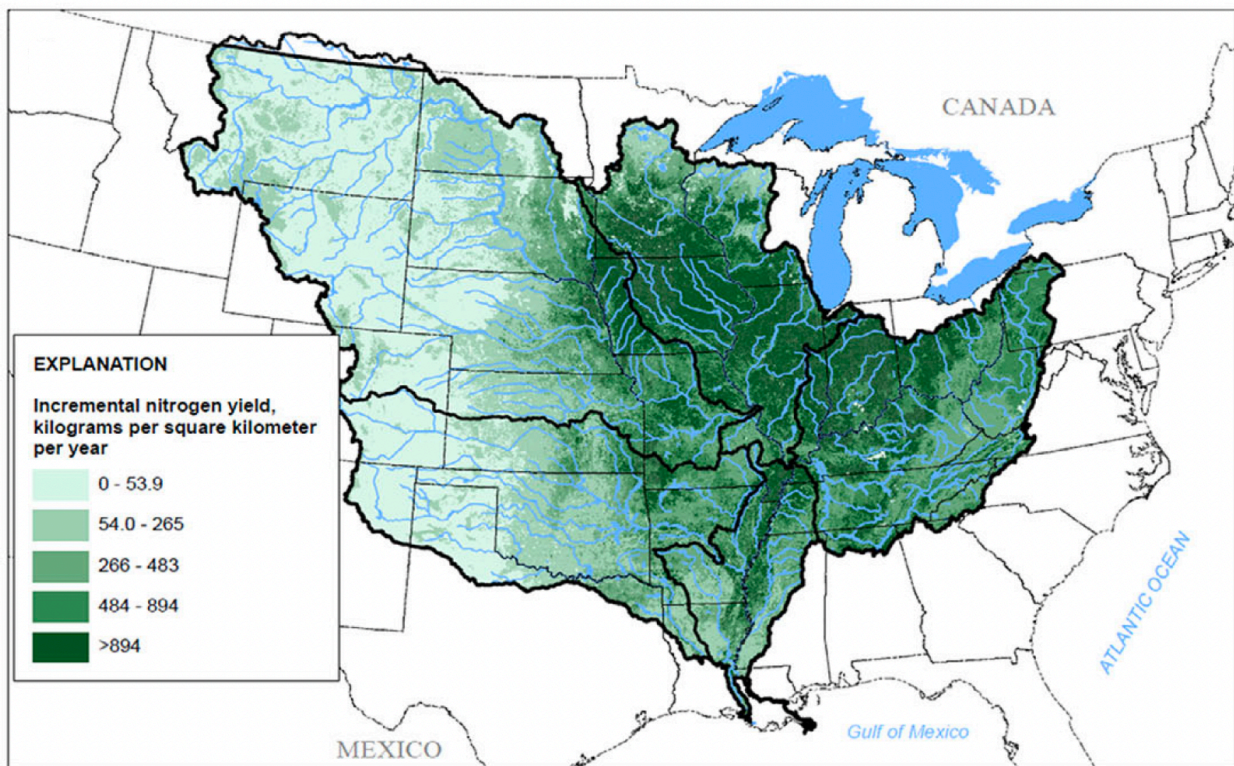 CANADA
EXPLANATION
Incremental nitrogen yield,
kilograms per square kilometer
per year
0 - 53.9
54.0 - 265
266 - 483
484 - 894
>894
ATLANTIC OCEAN
Gulf of Mexico
MEXICO